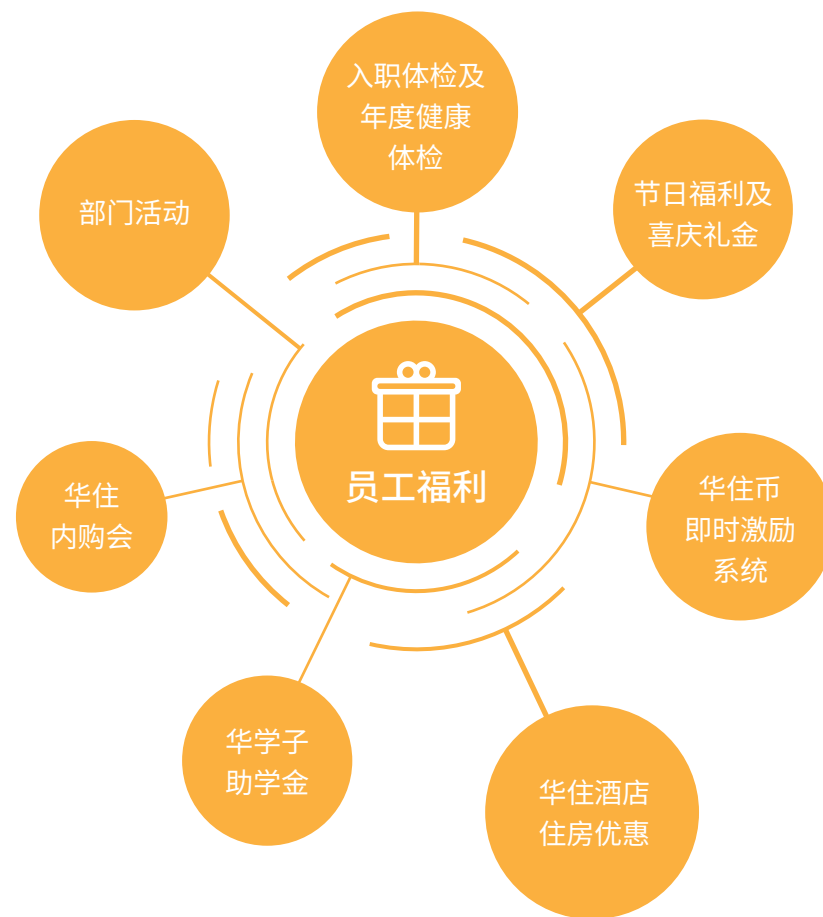 入职体检及
年度健康
体检
部门活动
节日福利及
喜庆礼金
员工福利
华住
内购会
华住币
即时激励
系统
华学子
助学金
华住酒店
住房优惠